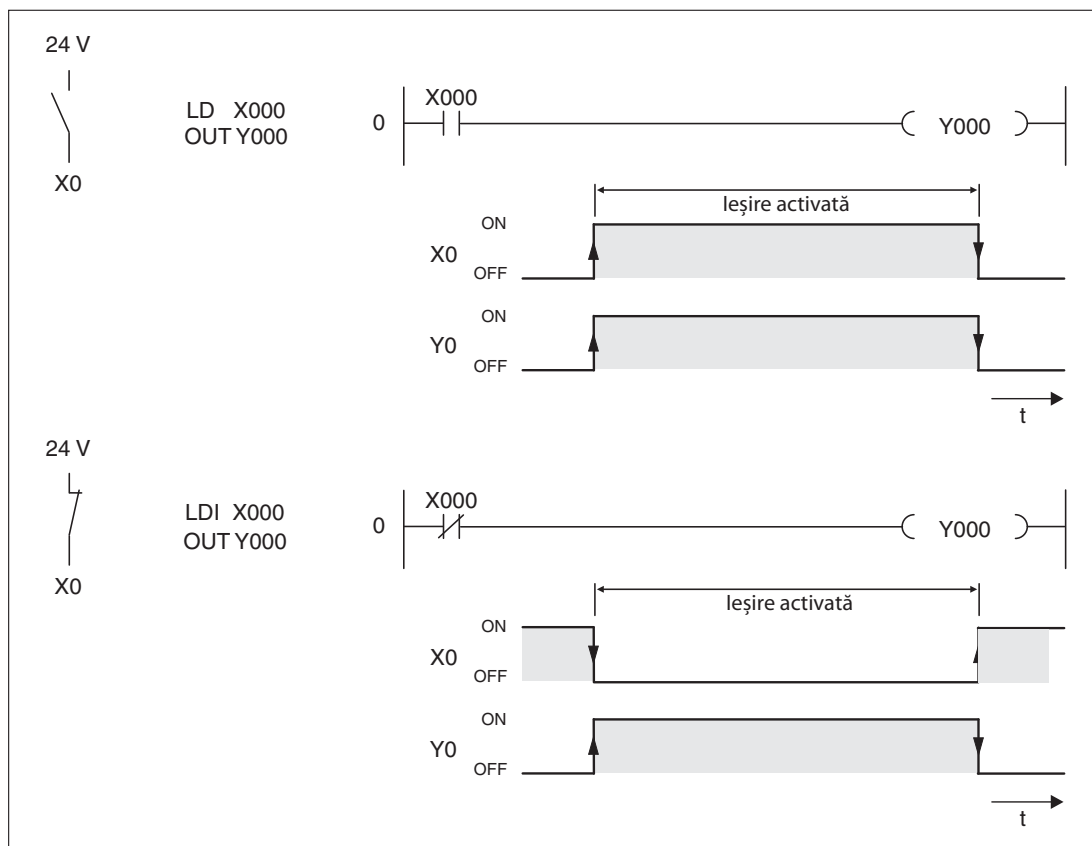 24 V
X0
LD X000
OUT Y000
0
X000
Y000
Ieșire activată
X0
ON
OFF
Y0
ON
OFF
t
24 V
X0
LDI X000
OUT Y000
0
X000
Y000
Ieșire activată
X0
ON
OFF
Y0
ON
OFF
t